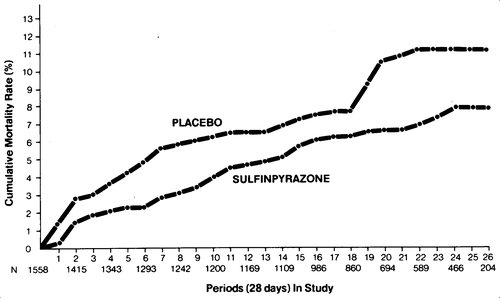 Cumulative Mortality Rate (%)
13
12
11
10
9
8
7
6
5
4
3
2
1
0
PLACEBO
SULFINPYRAZONE
1 2 3 4 5 6 7 8 9 10 11 12 13 14 15 16 17 18 19 20 21 22 23 24 25 26
N 1558 1415 1343 1293 1242 1200 1169 1109 986 860 694 589 466 204
Periods (28 days) In Study